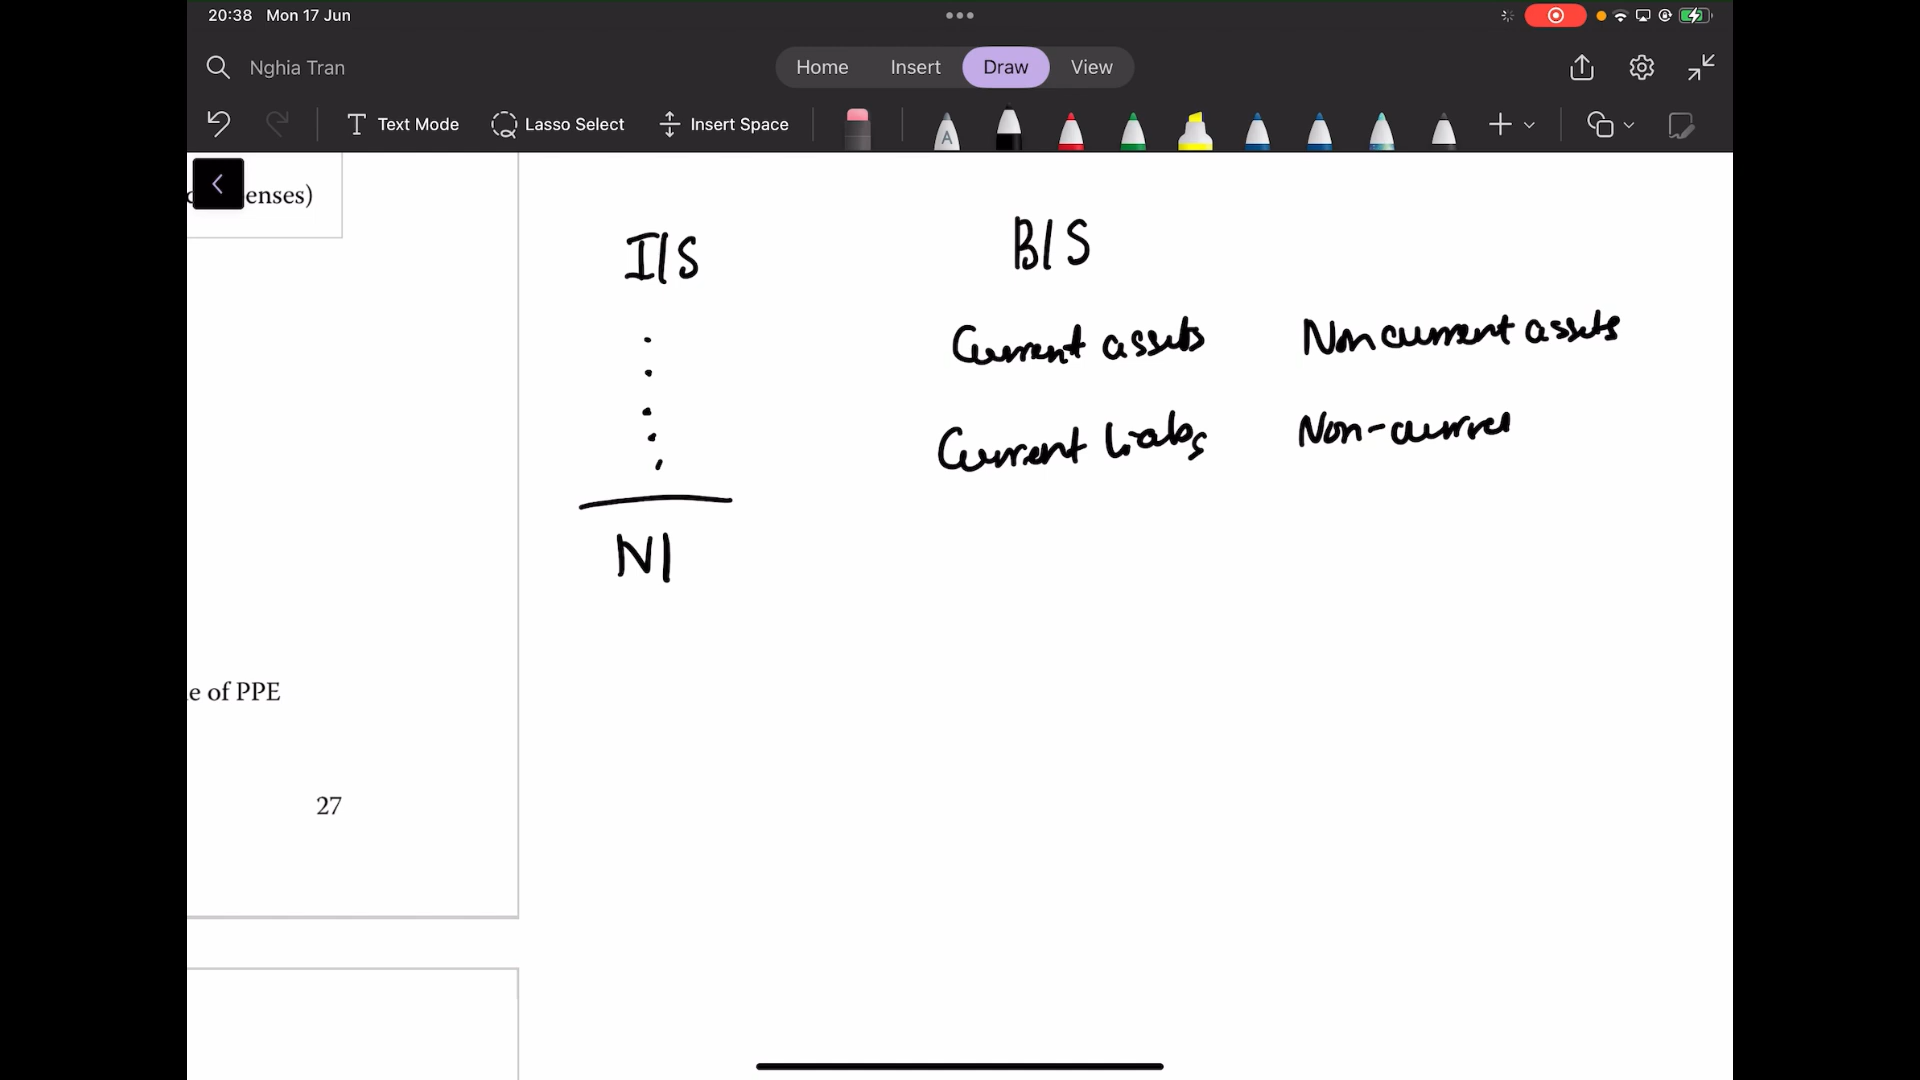 20:38 Mon 17 Jun
Nghia Tran
Home Insert Draw View
Text Mode Lasso Select Insert Space
A
enses)
I/S B/S
Current assets Non current assets
Current liabs Non-curre
NI
e of PPE
27